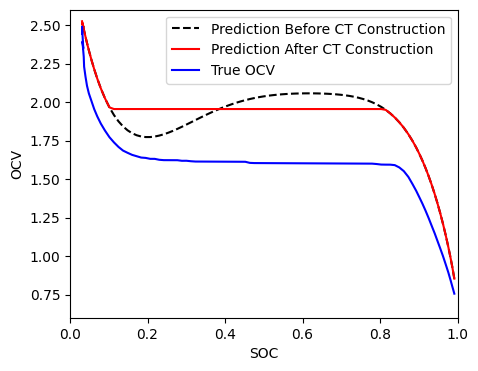 Prediction Before CT Construction
Prediction After CT Construction
True OCV
2.50
2.25
2.00
1.75
1.50
1.25
1.00
0.75
OCV
0.0
0.2
0.4
0.6
0.8
1.0
SOC